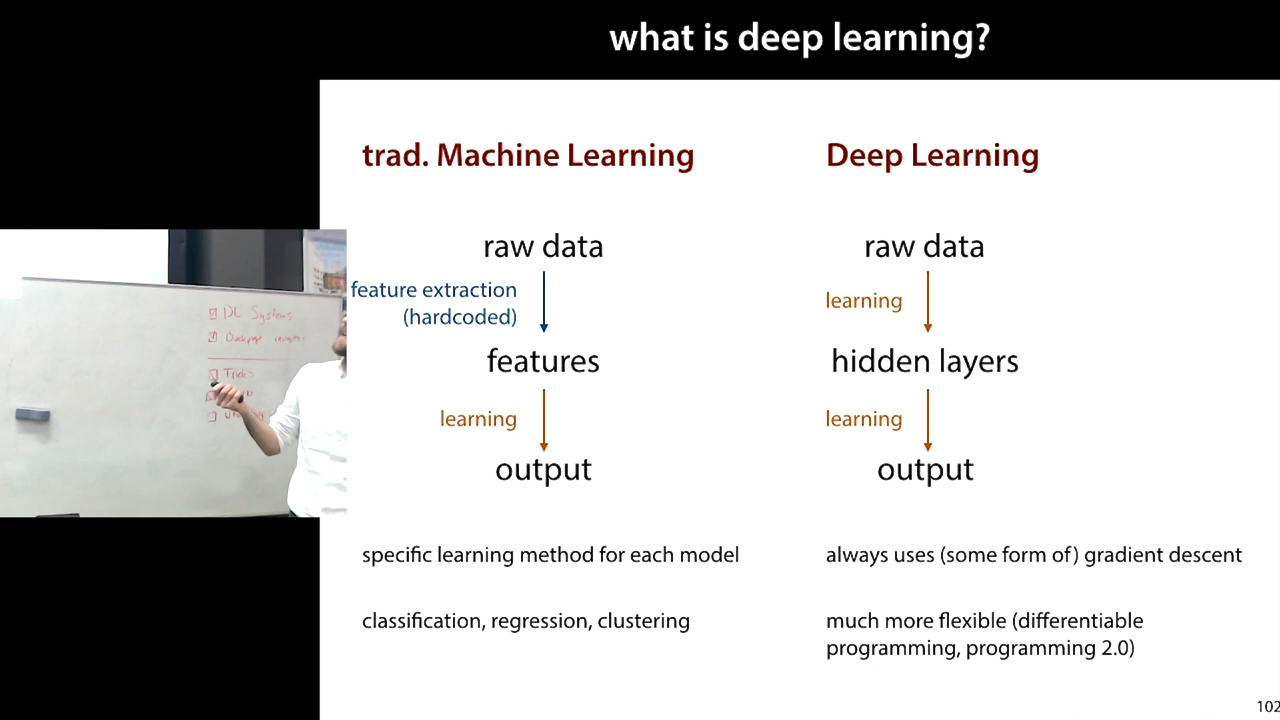 what is deep learning?
trad. Machine Learning
raw data
feature extraction
(hardcoded)
features
learning
output
specific learning method for each model
classification, regression, clustering
Deep Learning
raw data
learning
hidden layers
learning
output
always uses (some form of) gradient descent
much more flexible (differentiable
programming, programming 2.0)
DL Systems
Tricks
102